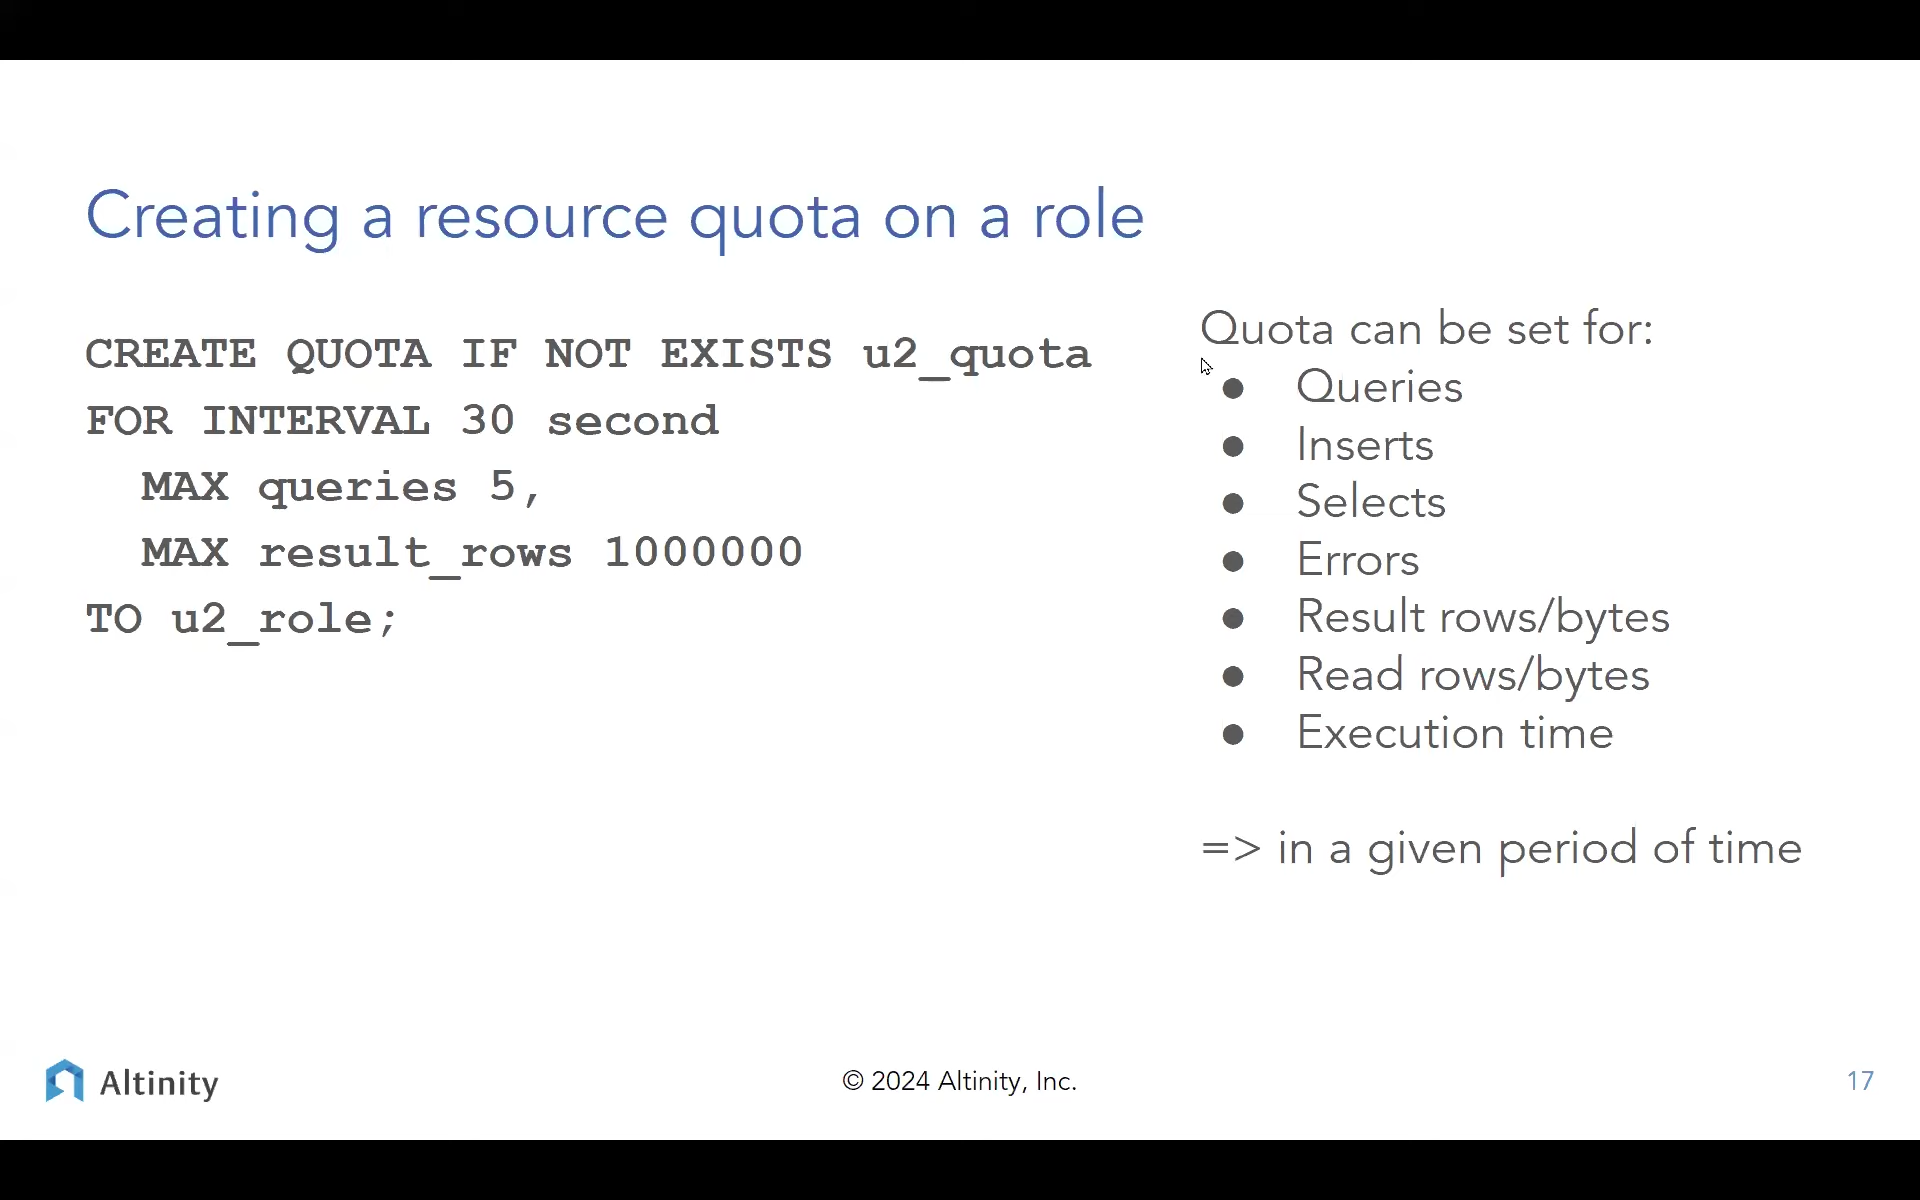 Creating a resource quota on a role
CREATE QUOTA IF NOT EXISTS u2_quota
FOR INTERVAL 30 second
MAX queries 5,
MAX result_rows 1000000
TO u2_role;
Quota can be set for:
● Queries
● Inserts
● Selects
● Errors
● Result rows/bytes
● Read rows/bytes
● Execution time
=> in a given period of time
Altinity
© 2024 Altinity, Inc.
17